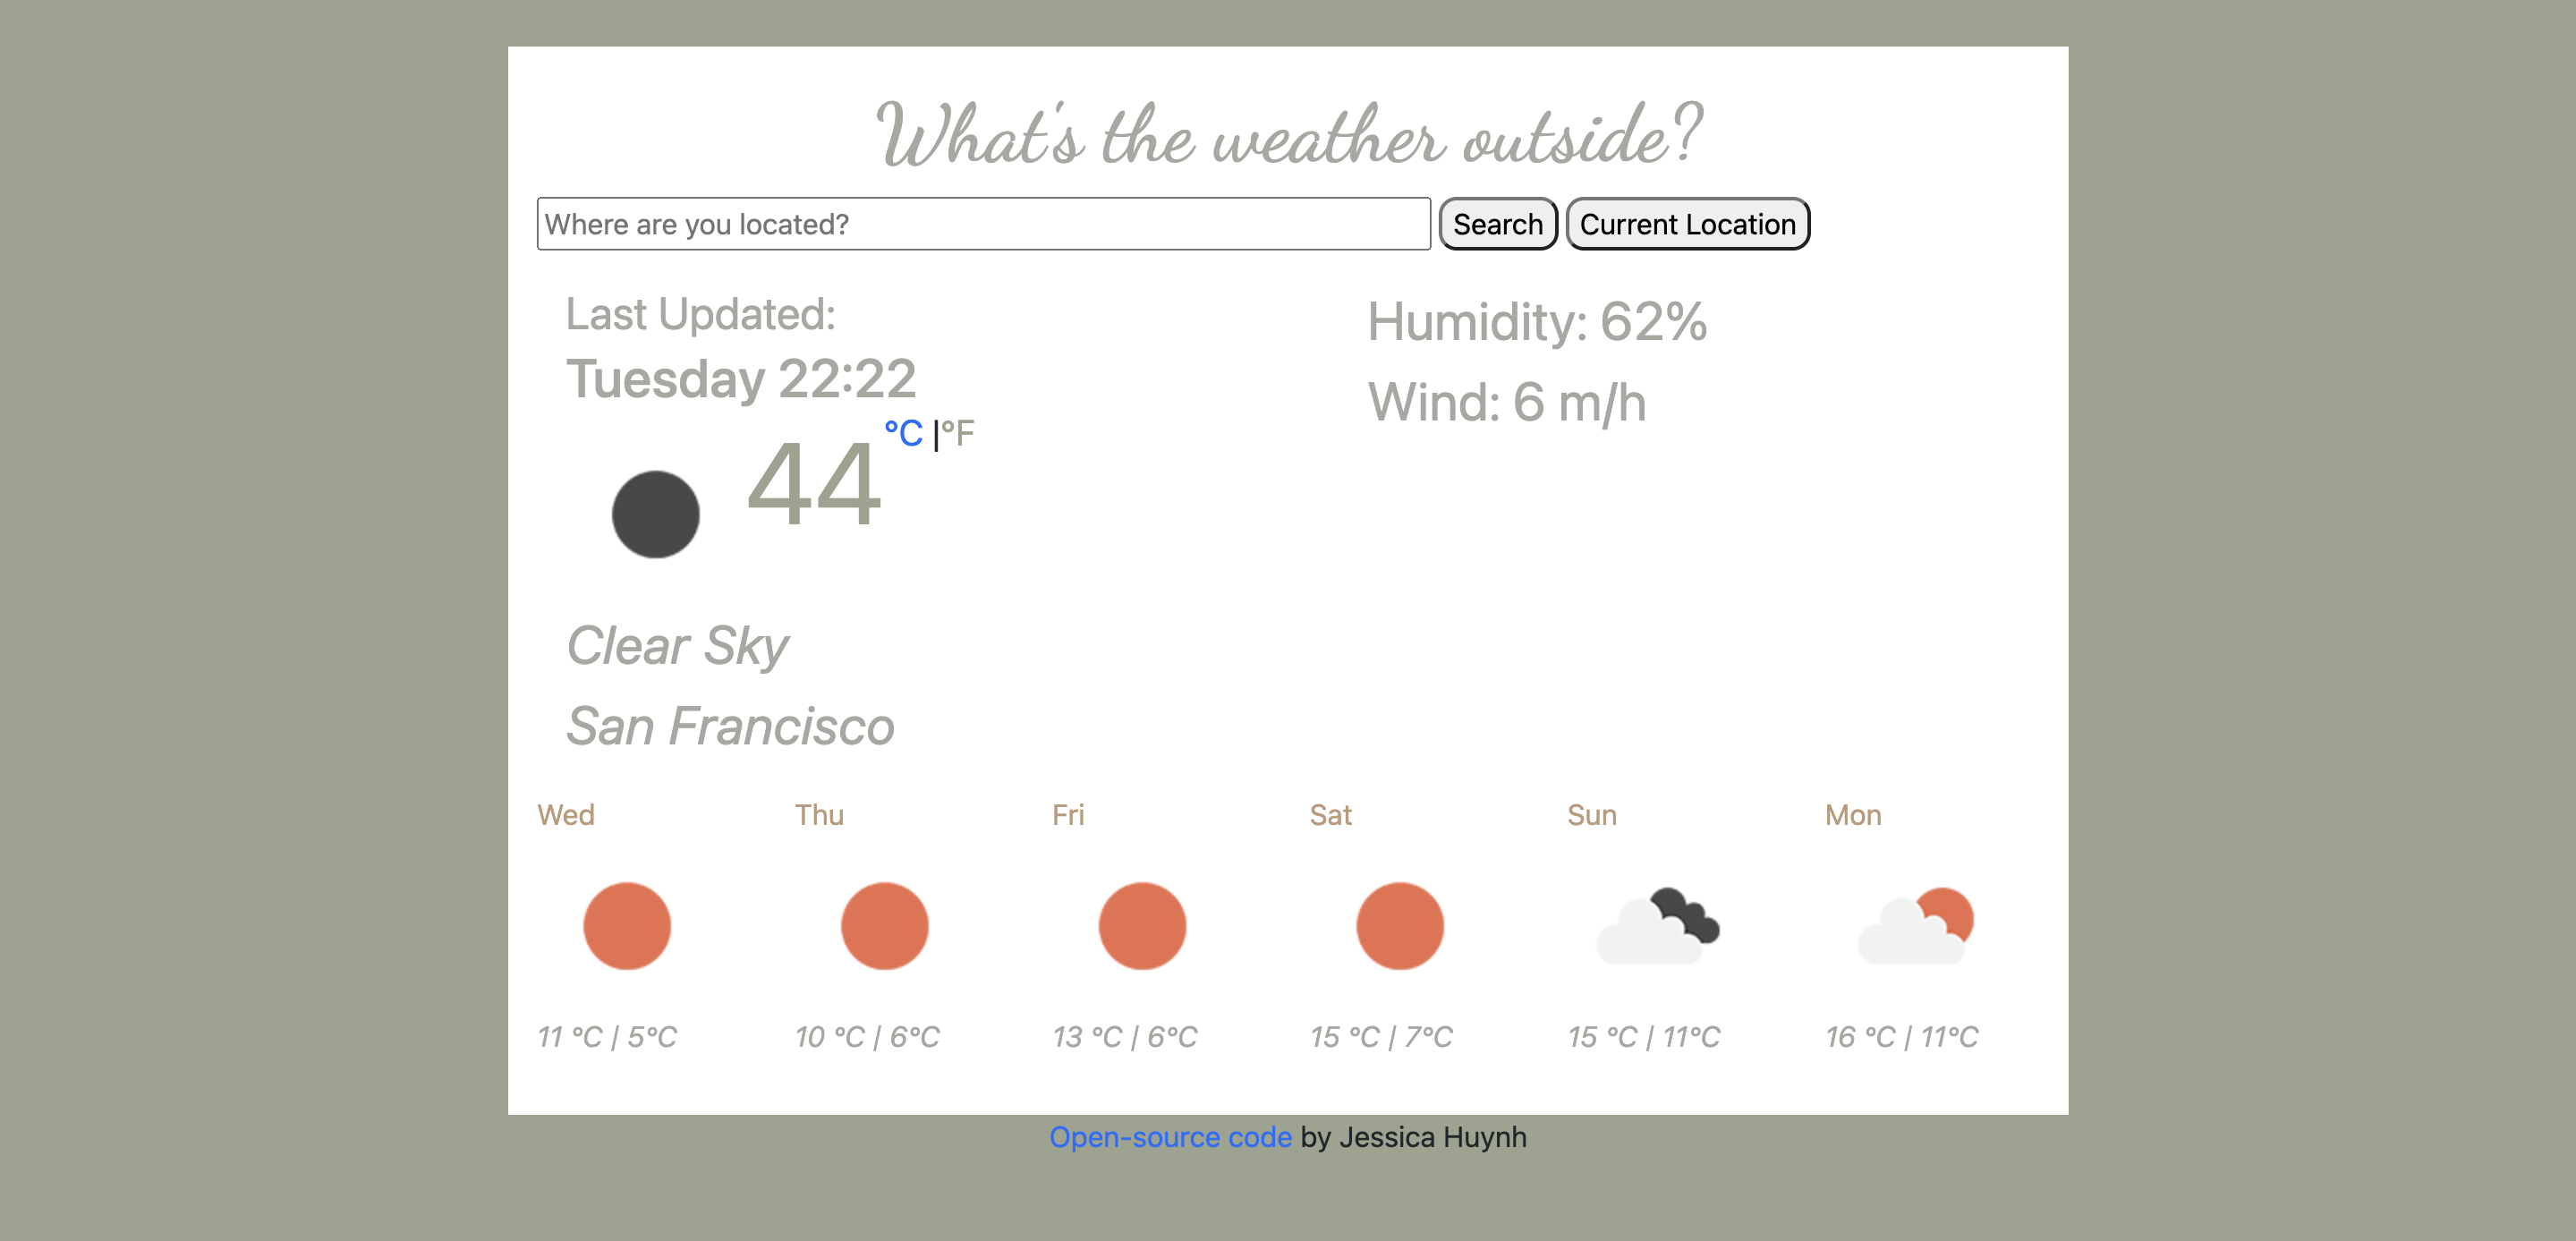 What's the weather outside?
Where are you located? Search Current Location
Last Updated:
Tuesday 22:22
44 °C |°F
Clear Sky
San Francisco
Humidity: 62%
Wind: 6 m/h
Wed Thu Fri Sat Sun Mon
11 °C | 5°C 10 °C | 6°C 13 °C | 6°C 15 °C | 7°C 15 °C | 11°C 16 °C | 11°C
Open-source code by Jessica Huynh